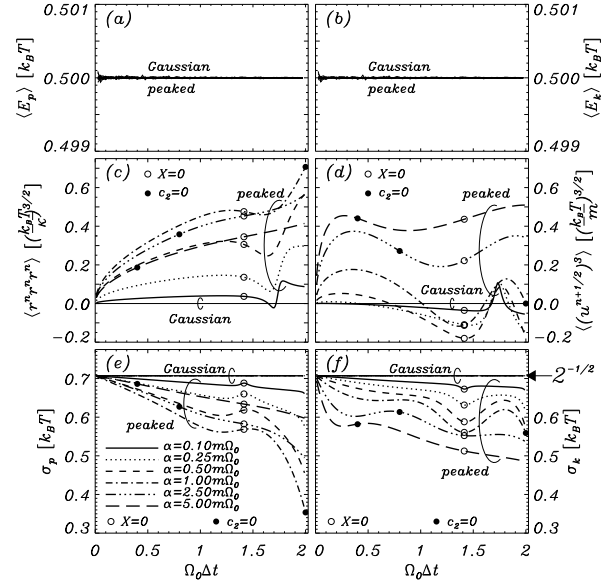 0.501
(a)
(b)
0.501
⟨E_p⟩ [k_BT]
0.500
Gaussian
peaked
Gaussian
peaked
0.500
⟨E_k⟩ [k_BT]
0.499
0.499
(c)
X=0
c_2=0
peaked
(d)
X=0
c_2=0
peaked
⟨r^n r^n r^n⟩ [(k_BT/κ)^{3/2}]
0.6
0.4
0.2
0.0
-0.2
Gaussian
Gaussian
0.6
0.4
0.2
0.0
-0.2
⟨(u^{n+1/2})^3⟩ [(k_BT/m)^{3/2}]
(e)
Gaussian
(f)
Gaussian
2^{-1/2}
σ_p [k_BT]
0.7
0.6
0.5
0.4
0.3
peaked
peaked
α=0.10mΩ_0
α=0.25mΩ_0
α=0.50mΩ_0
α=1.00mΩ_0
α=2.50mΩ_0
α=5.00mΩ_0
X=0
c_2=0
X=0
c_2=0
0.7
0.6
0.5
0.4
0.3
σ_k [k_BT]
0 0.5 1 1.5 2
0 0.5 1 1.5 2
Ω_0Δt
Ω_0Δt